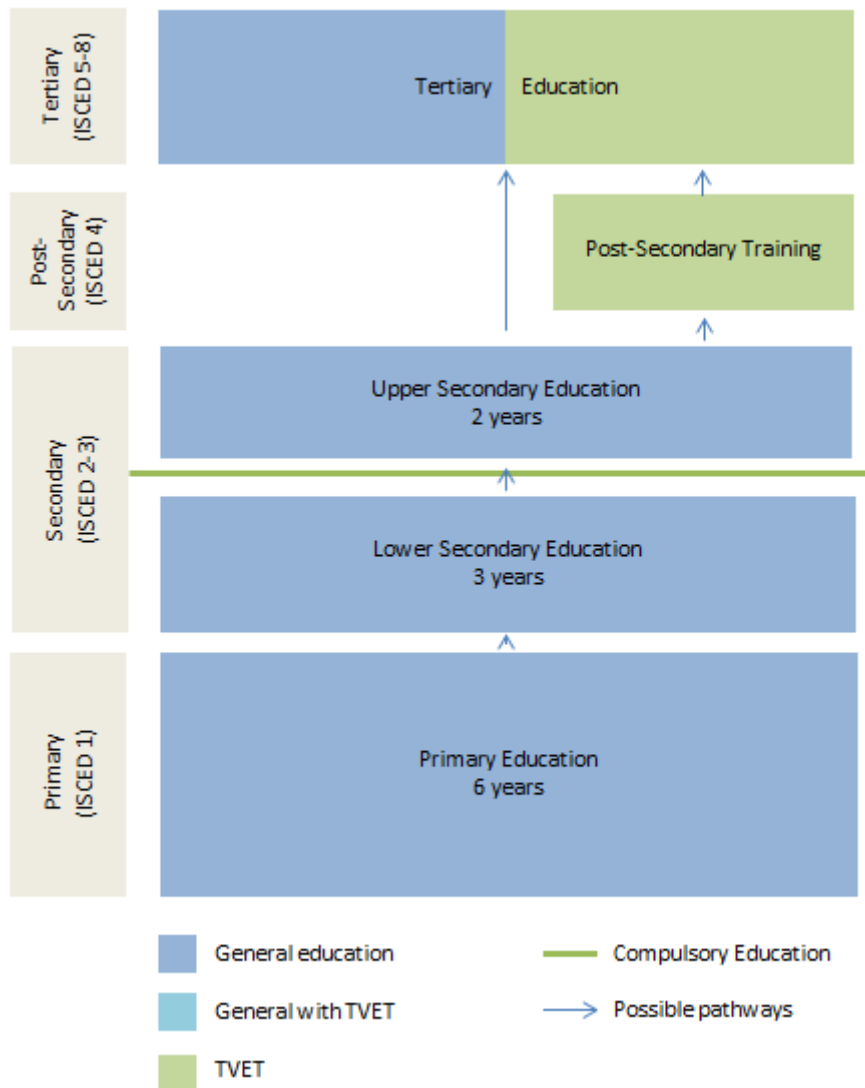 Tertiary
(ISCED 5-8)
Tertiary Education
Post-
Secondary
(ISCED 4)
Post-Secondary Training
Secondary
(ISCED 2-3)
Upper Secondary Education
2 years
Lower Secondary Education
3 years
Primary
(ISCED 1)
Primary Education
6 years
General education
Compulsory Education
General with TVET
Possible pathways
TVET